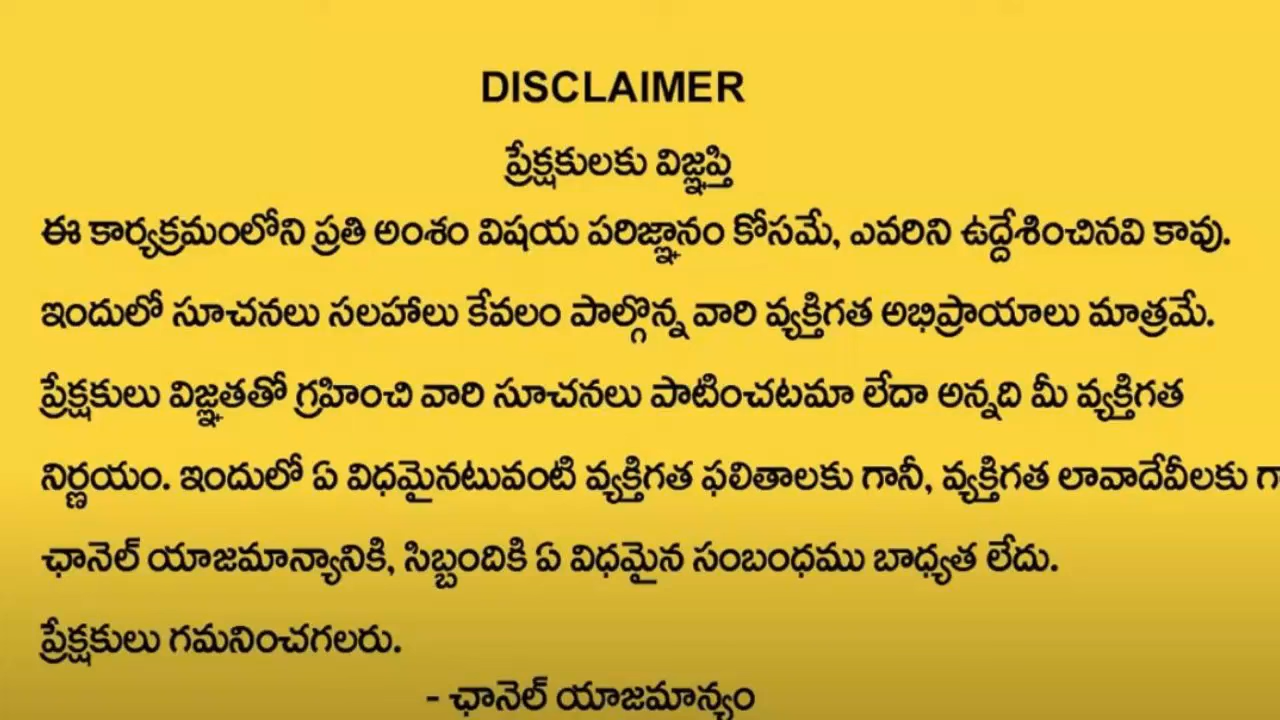 DISCLAIMER
ప్రేక్షకులకు విజ్ఞప్తి
ఈ కార్యక్రమంలోని ప్రతి అంశం విషయ పరిజ్ఞానం కోసమే, ఎవరిని ఉద్దేశించినవి కావు.
ఇందులో సూచనలు సలహాలు కేవలం పాల్గొన్న వారి వ్యక్తిగత అభిప్రాయాలు మాత్రమే.
ప్రేక్షకులు విజ్ఞతతో గ్రహించి వారి సూచనలు పాటించటమా లేదా అన్నది మీ వ్యక్తిగత
నిర్ణయం. ఇందులో ఏ విధమైనటువంటి వ్యక్తిగత ఫలితాలకు గానీ, వ్యక్తిగత లావాదేవీలకు
ఛానెల్ యాజమాన్యానికి, సిబ్బందికి ఏ విధమైన సంబంధము బాధ్యత లేదు.
ప్రేక్షకులు గమనించగలరు.
- ఛానెల్ యాజమాన్యం